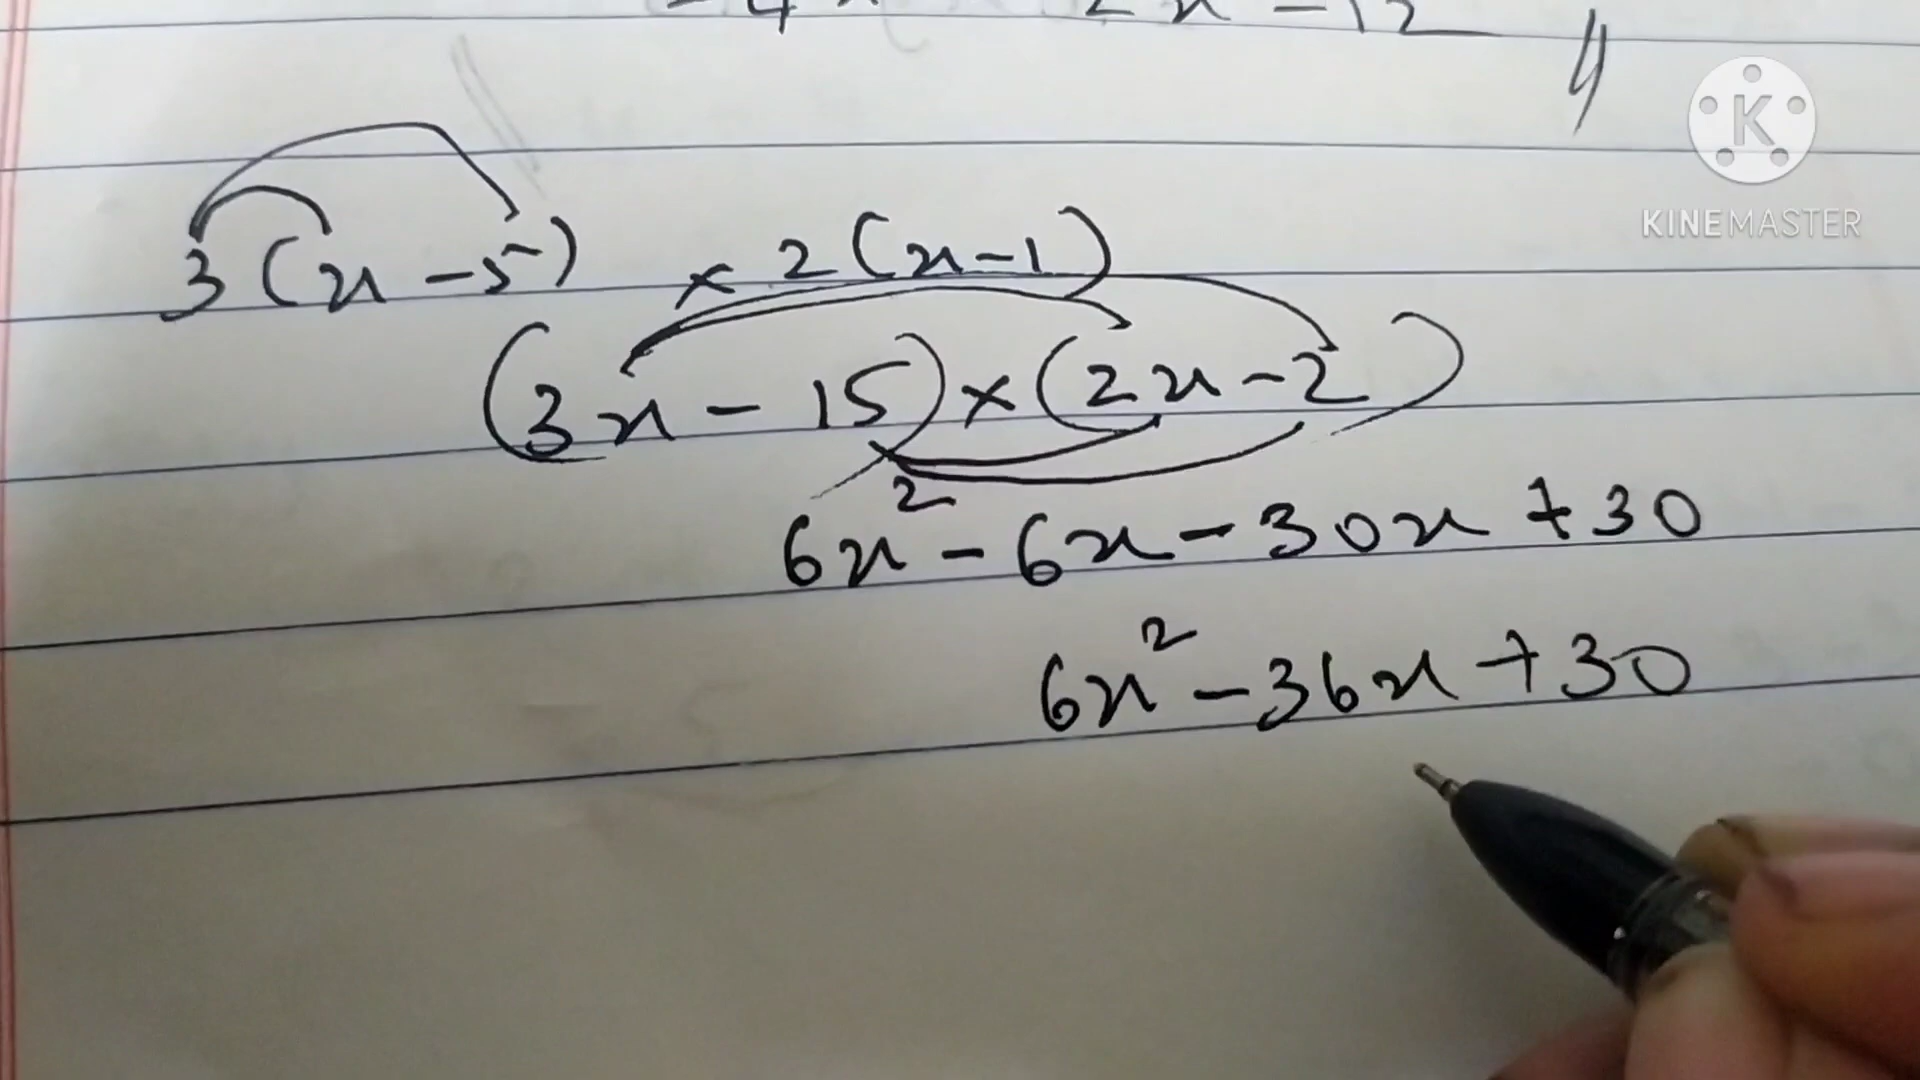 3(x-5) × 2(x-1)
(3x - 15) × (2x - 2)
6x² - 6x - 30x + 30
6x² - 36x + 30
K
KINEMASTER